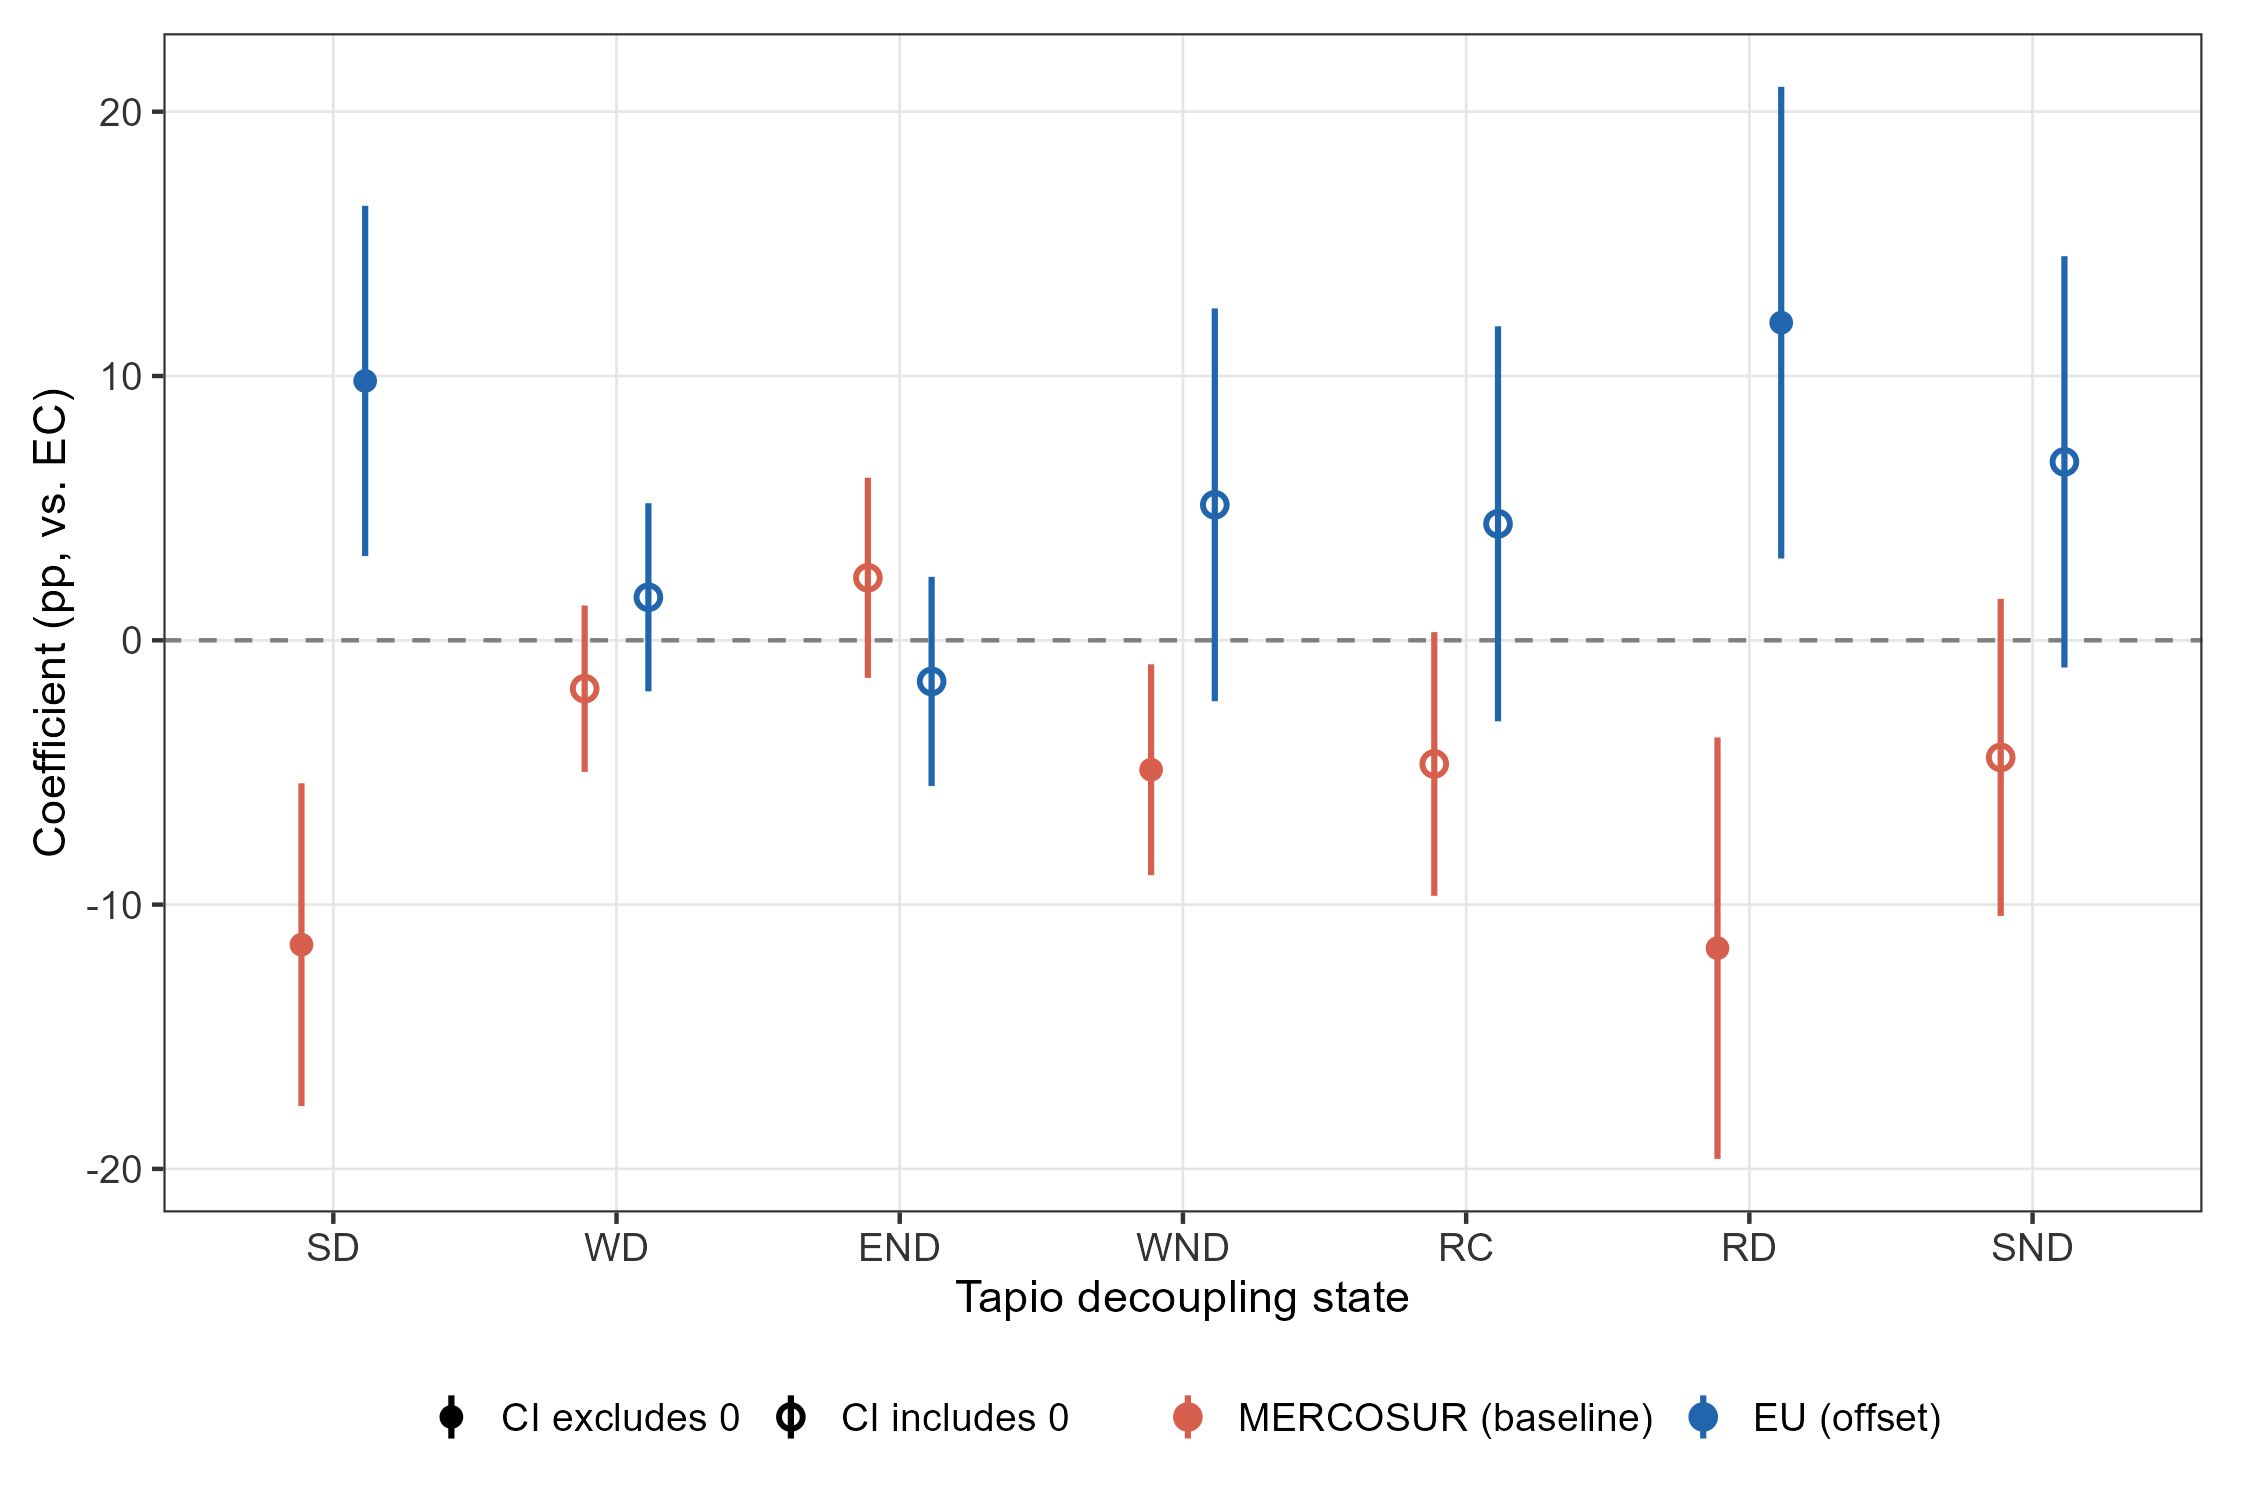 20
10
0
-10
-20
Coefficient (pp, vs. EC)
SD WD END WND RC RD SND
Tapio decoupling state
CI excludes 0 CI includes 0 MERCOSUR (baseline) EU (offset)